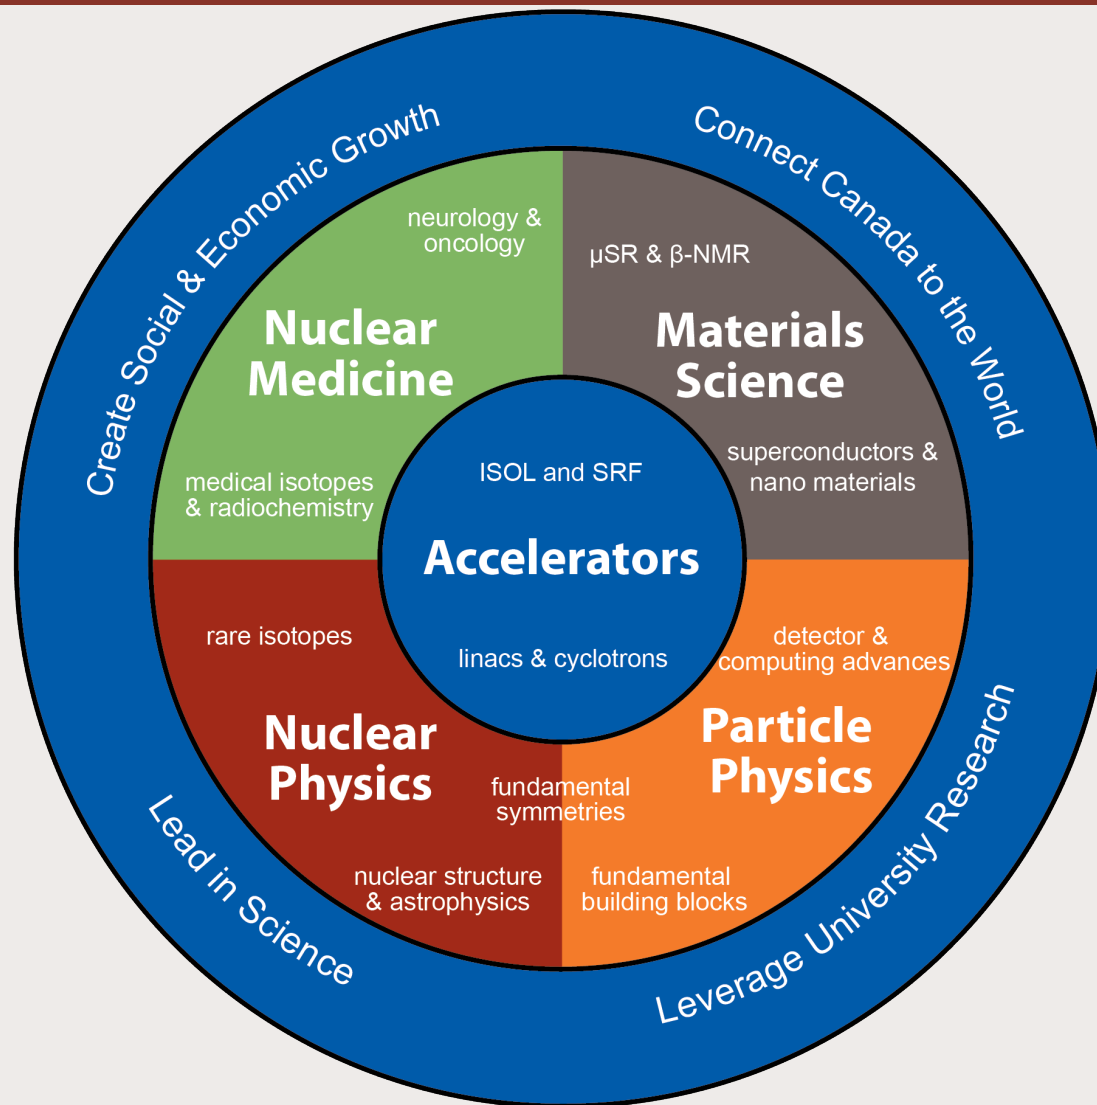 Create Social & Economic Growth
Connect Canada to the World
neurology &
oncology
Nuclear
Medicine
medical isotopes
& radiochemistry
µSR & β-NMR
Materials
Science
superconductors &
nano materials
ISOL and SRF
Accelerators
linacs & cyclotrons
rare isotopes
Nuclear
Physics
fundamental
symmetries
nuclear structure
& astrophysics
detector &
computing advances
Particle
Physics
fundamental
building blocks
Lead in Science
Leverage University Research